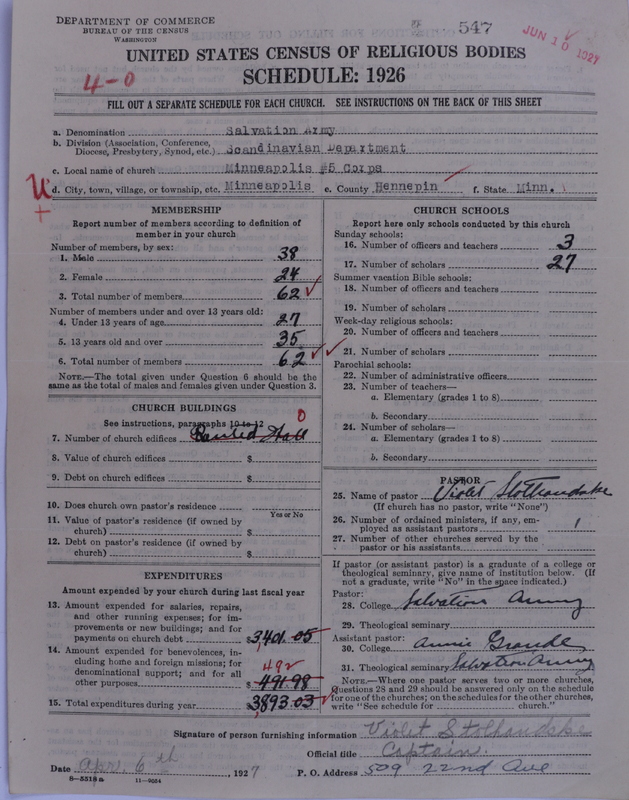 DEPARTMENT OF COMMERCE
BUREAU OF THE CENSUS
WASHINGTON
547
JUN 10 1927
UNITED STATES CENSUS OF RELIGIOUS BODIES
4-0
SCHEDULE: 1926
FILL OUT A SEPARATE SCHEDULE FOR EACH CHURCH. SEE INSTRUCTIONS ON THE BACK OF THIS SHEET
a. Denomination Salvation Army
b. Division (Association, Conference, Diocese, Presbytery, Synod, etc.) Scandinavian Department
c. Local name of church Minneapolis #5 Corps
d. City, town, village, or township, etc. Minneapolis e. County Hennepin f. State Minn.
MEMBERSHIP
Report number of members according to definition of
member in your church
Number of members, by sex:
1. Male 38
2. Female 24
3. Total number of members 62
Number of members under and over 13 years old:
4. Under 13 years of age 27
5. 13 years old and over 35
6. Total number of members 62
NOTE.—The total given under Question 6 should be the
same as the total of males and females given under Question 3.
CHURCH BUILDINGS
See instructions, paragraphs 10 to 12
0
7. Number of church edifices Rented Hall
8. Value of church edifices $
9. Debt on church edifices $
10. Does church own pastor's residence
Yes or No
11. Value of pastor's residence (if owned by
church) $
12. Debt on pastor's residence (if owned by
church) $
EXPENDITURES
Amount expended by your church during last fiscal year
13. Amount expended for salaries, repairs,
and other running expenses; for im-
provements or new buildings; and for
payments on church debt $3,401.05
14. Amount expended for benevolences, in-
cluding home and foreign missions; for
denominational support; and for all
492
other purposes $491.98
15. Total expenditures during year $3893.03
CHURCH SCHOOLS
Report here only schools conducted by this church
Sunday schools:
16. Number of officers and teachers 3
17. Number of scholars 27
Summer vacation Bible schools:
18. Number of officers and teachers
19. Number of scholars
Week-day religious schools:
20. Number of officers and teachers
21. Number of scholars
Parochial schools:
22. Number of administrative officers
23. Number of teachers—
a. Elementary (grades 1 to 8)
b. Secondary
24. Number of scholars—
a. Elementary (grades 1 to 8)
b. Secondary
PASTOR
25. Name of pastor Violet Stolhandske
(If church has no pastor, write "None")
26. Number of ordained ministers, if any, em-
ployed as assistant pastors 1
27. Number of other churches served by the
pastor or his assistants
If pastor (or assistant pastor) is a graduate of a college or
theological seminary, give name of institution below. (If
not a graduate, write "No" in the space indicated.)
Pastor:
28. College Salvation Army
29. Theological seminary
Assistant pastor:
30. College Annie
31. Theological seminary Salvation Army
NOTE.—Where one pastor serves two or more churches,
Questions 28 and 29 should be answered only on the schedule
for one of the churches; on the schedules for the other churches,
write "See schedule for church."
Signature of person furnishing information Violet Stolhandske
Official title Captain.
Date Apr. 6th, 1927 P. O. Address 509 22nd Ave
8-5518a 11-9034